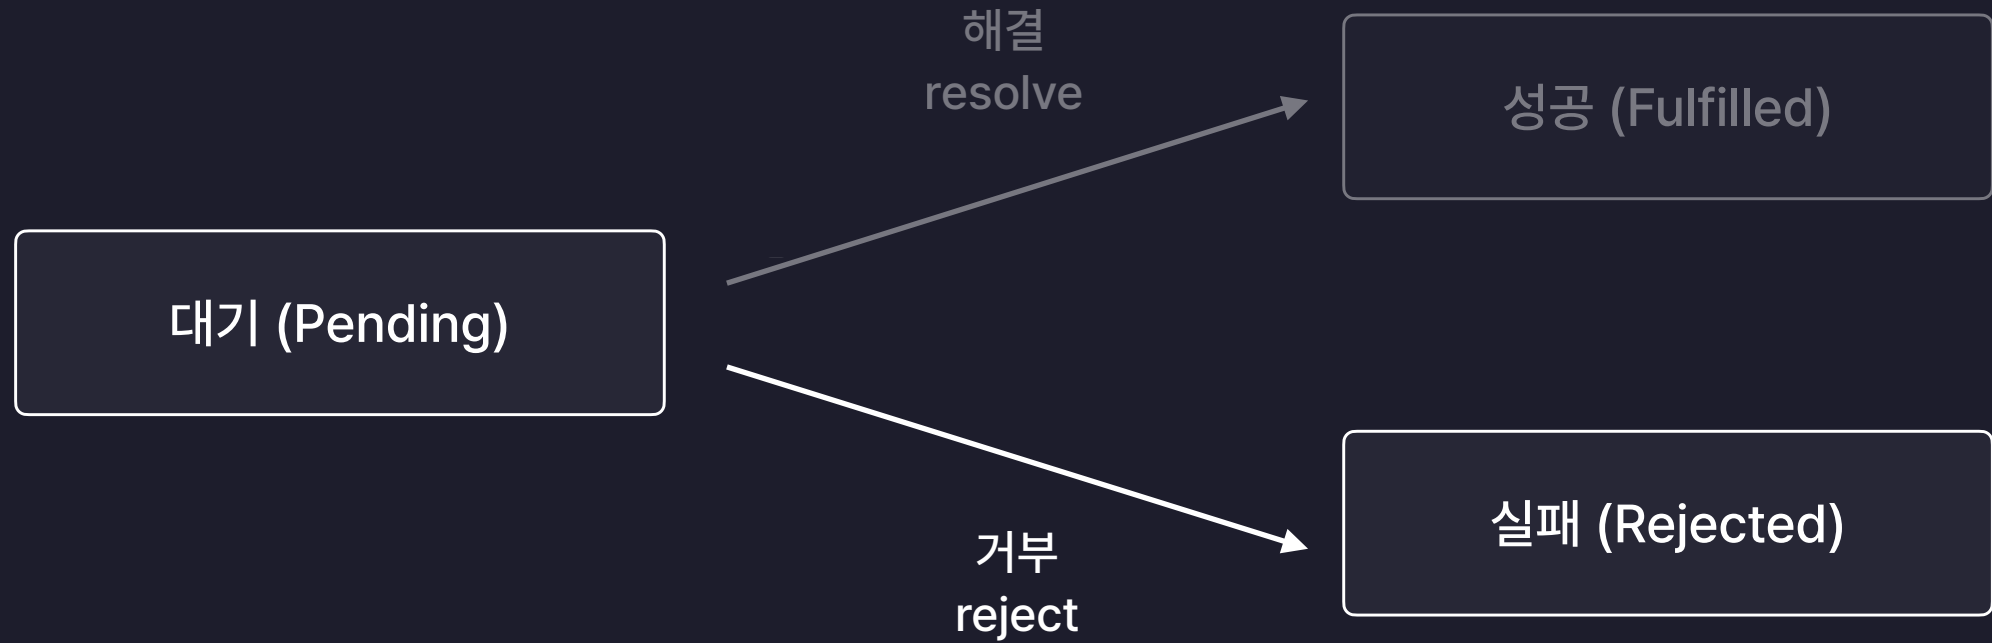 해결
resolve
성공 (Fulfilled)
대기 (Pending)
거부
reject
실패 (Rejected)